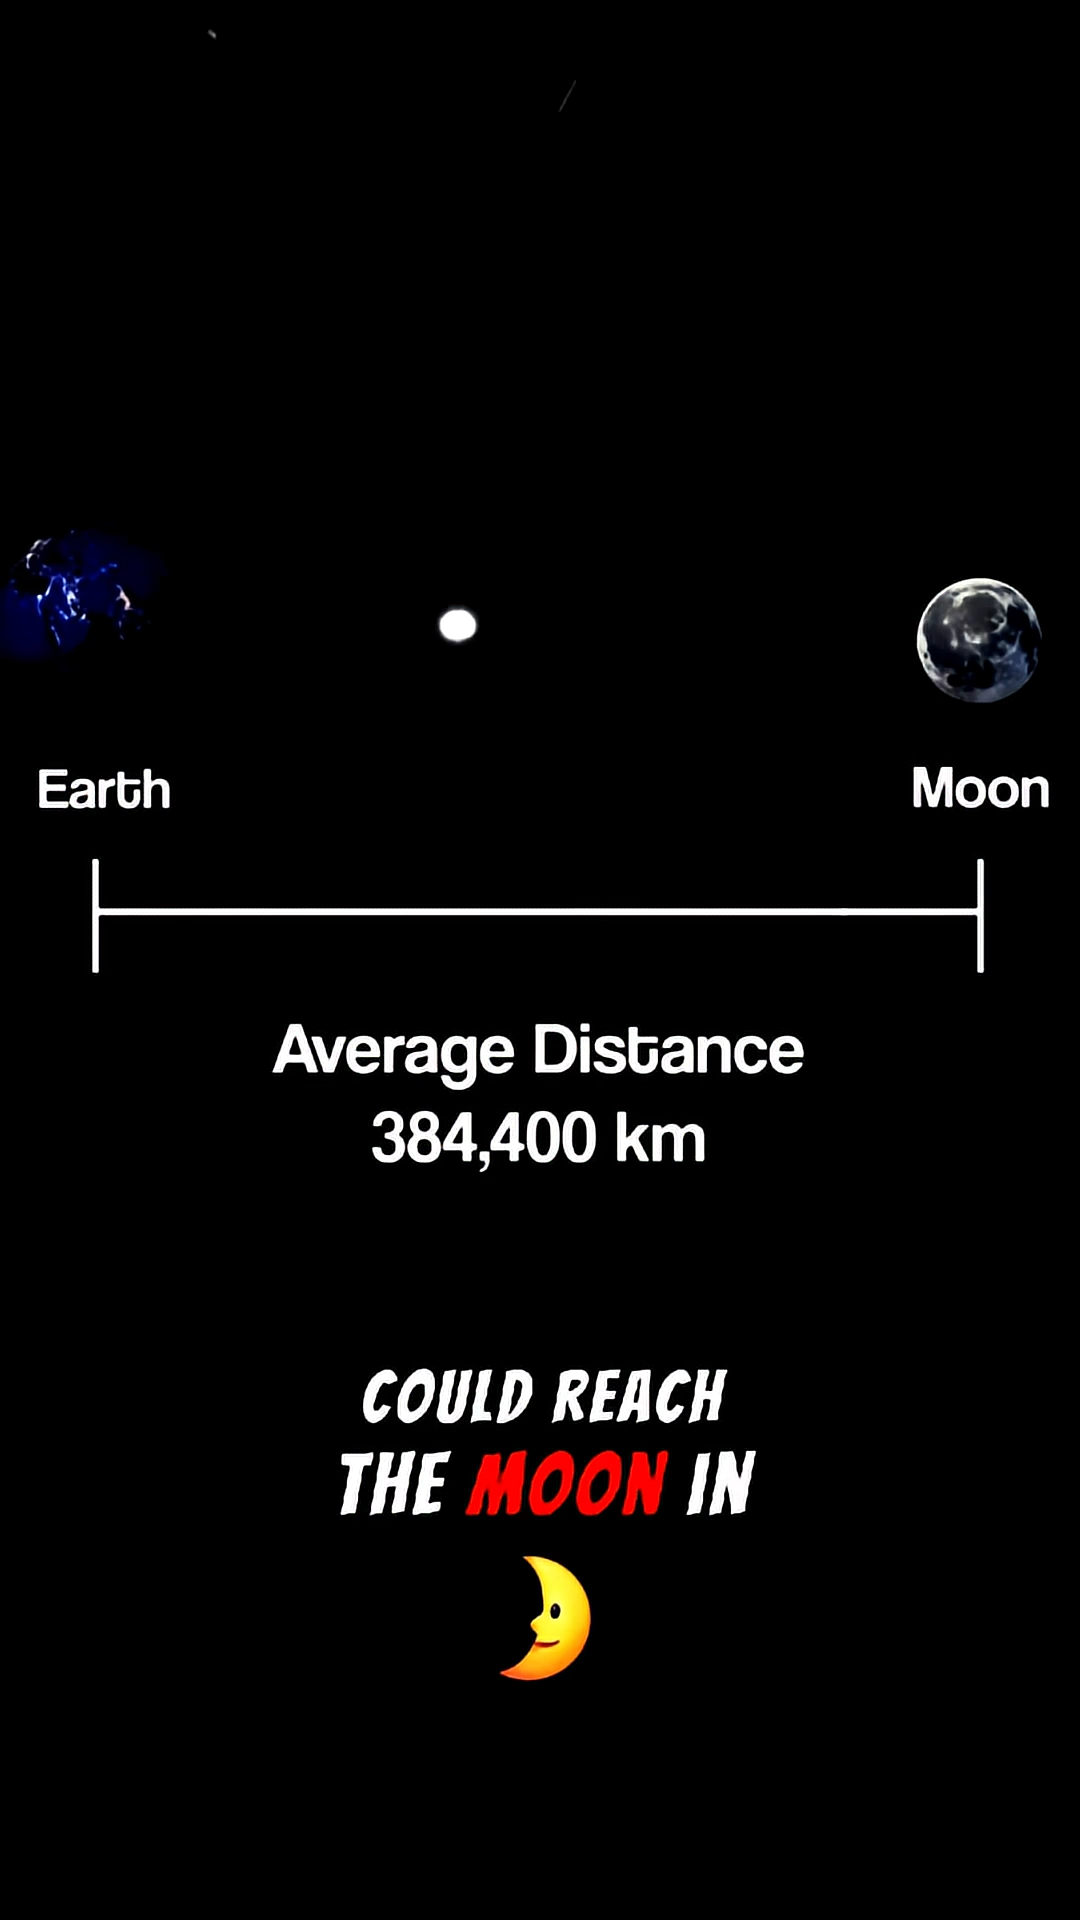 Earth
Moon
Average Distance
384,400 km
COULD REACH
THE MOON IN